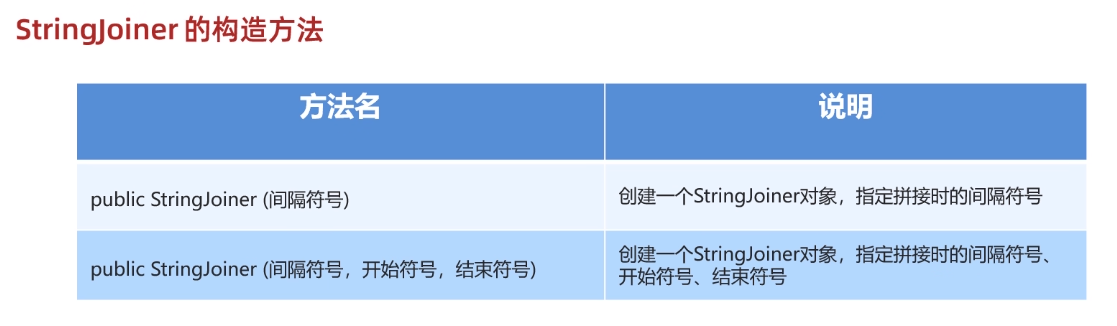 StringJoiner 的构造方法
方法名
说明
public StringJoiner (间隔符号)
创建一个StringJoiner对象，指定拼接时的间隔符号
public StringJoiner (间隔符号，开始符号，结束符号)
创建一个StringJoiner对象，指定拼接时的间隔符号、
开始符号、结束符号